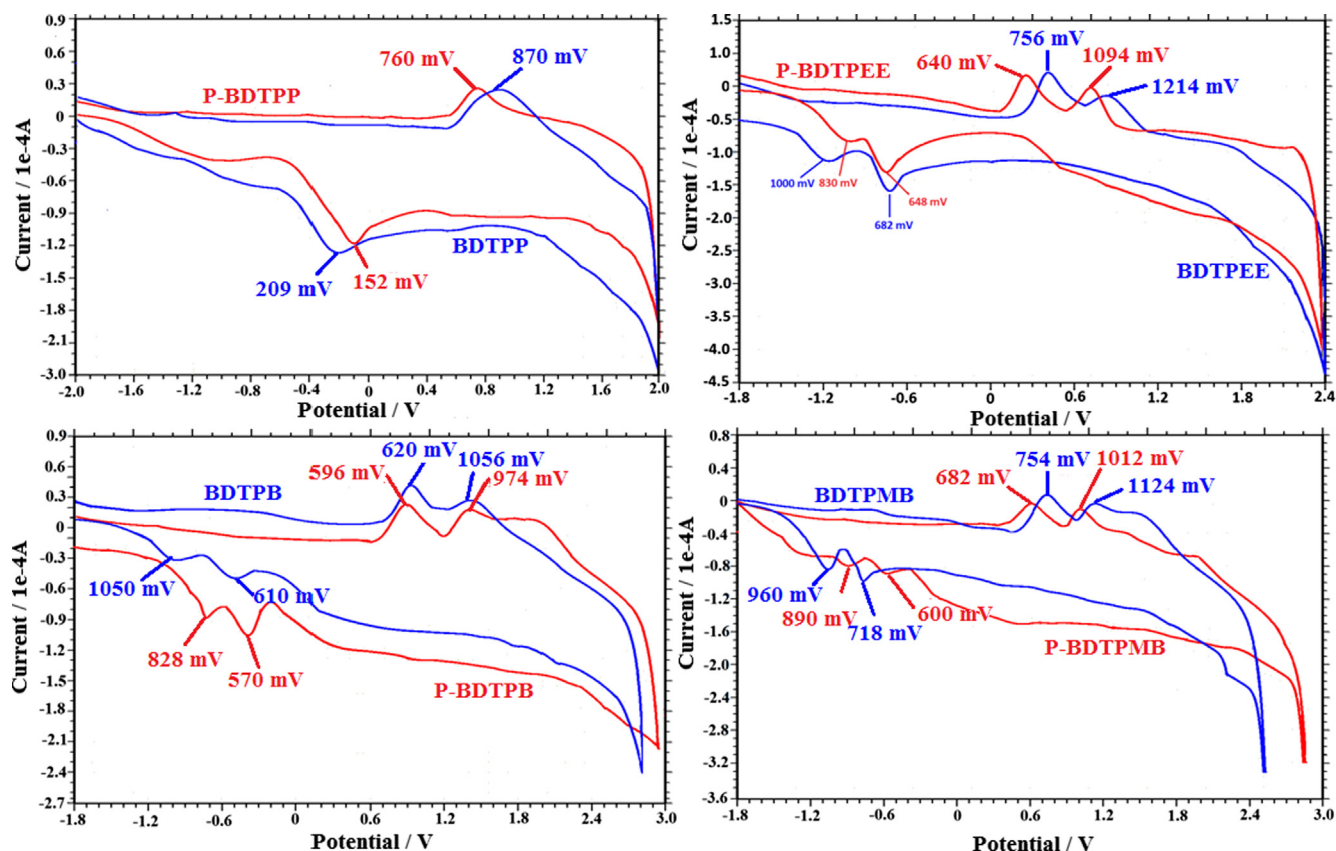 0.9
0.6
0.3
0
-0.3
-0.6
-0.9
-1.2
-1.5
-1.8
-2.1
-3.0
Current / 1e-4A
760 mV
870 mV
P-BDTPP
BDTPP
209 mV
152 mV
-2.0 -1.6 -1.2 -0.8 -0.4 0 0.4 0.8 1.2 1.6 2.0
Potential / V
1.5
1.0
0.5
0
-0.5
-1.0
-1.5
-2.0
-2.5
-3.0
-3.5
-4.0
-4.5
Current / 1e-4A
756 mV
640 mV
1094 mV
P-BDTPEE
1214 mV
1000 mV
830 mV
648 mV
682 mV
BDTPEE
-1.8 -1.2 -0.6 0 0.6 1.2 1.8 2.4
Potential / V
0.9
0.6
0.3
0
-0.3
-0.6
-0.9
-1.2
-1.5
-1.8
-2.1
-2.4
-2.7
Current / 1e-4A
620 mV
1056 mV
596 mV
974 mV
BDTPB
1050 mV
610 mV
828 mV
570 mV
P-BDTPB
-1.8 -1.2 -0.6 0 0.6 1.2 1.8 2.4 3.0
Potential / V
0.8
0.4
0
-0.4
-0.8
-1.2
-1.6
-2.0
-2.4
-2.8
-3.6
Current / 1e-4A
754 mV
1012 mV
682 mV
1124 mV
BDTPMB
960 mV
890 mV
600 mV
718 mV
P-BDTPMB
-1.8 -1.2 -0.6 0 0.6 1.2 1.8 2.4 3.0
Potential / V